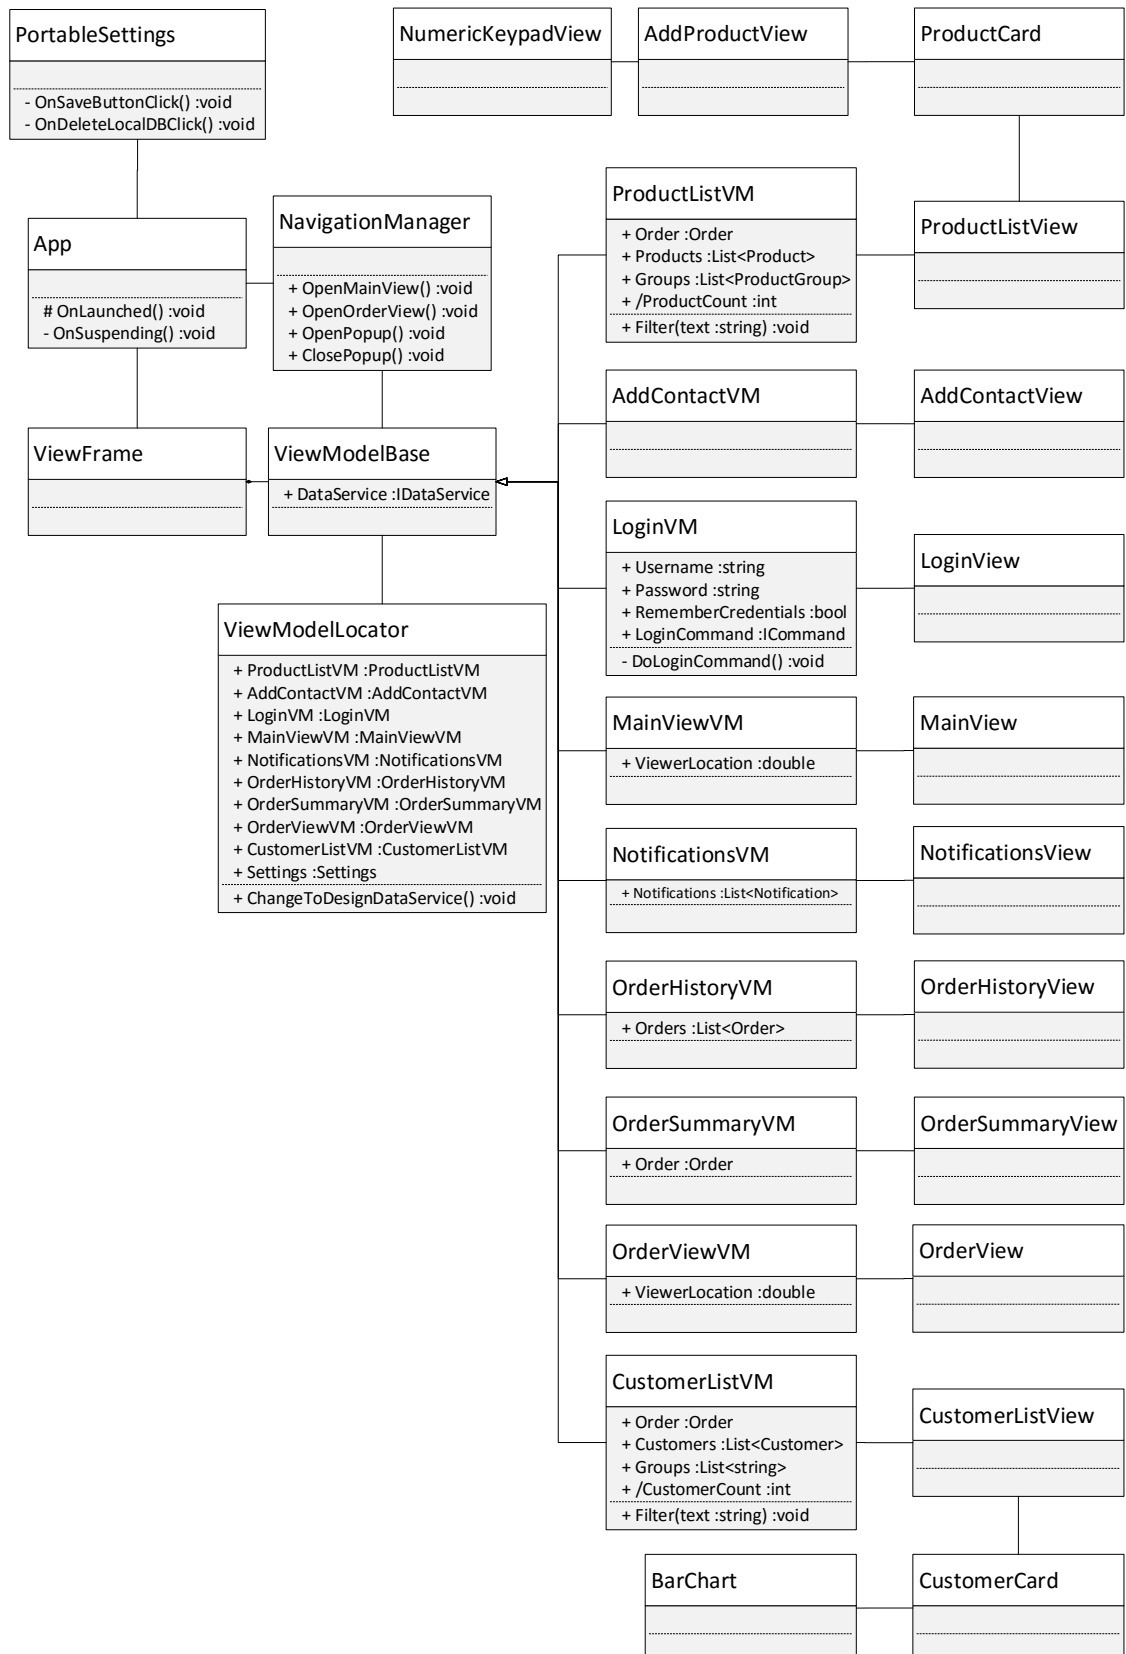 PortableSettings
- OnSaveButtonClick() :void
- OnDeleteLocalDBClick() :void
NumericKeypadView
AddProductView
ProductCard
App
# OnLaunched() :void
- OnSuspending() :void
NavigationManager
+ OpenMainView() :void
+ OpenOrderView() :void
+ OpenPopup() :void
+ ClosePopup() :void
ProductListVM
+ Order :Order
+ Products :List<Product>
+ Groups :List<ProductGroup>
+ /ProductCount :int
+ Filter(text :string) :void
ProductListView
ViewFrame
ViewModelBase
+ DataService :IDataService
AddContactVM
AddContactView
LoginVM
+ Username :string
+ Password :string
+ RememberCredentials :bool
+ LoginCommand :ICommand
- DoLoginCommand() :void
LoginView
ViewModelLocator
+ ProductListVM :ProductListVM
+ AddContactVM :AddContactVM
+ LoginVM :LoginVM
+ MainViewVM :MainViewVM
+ NotificationsVM :NotificationsVM
+ OrderHistoryVM :OrderHistoryVM
+ OrderSummaryVM :OrderSummaryVM
+ OrderViewVM :OrderViewVM
+ CustomerListVM :CustomerListVM
+ Settings :Settings
+ ChangeToDesignDataService() :void
MainViewVM
+ ViewerLocation :double
MainView
NotificationsVM
+ Notifications :List<Notification>
NotificationsView
OrderHistoryVM
+ Orders :List<Order>
OrderHistoryView
OrderSummaryVM
+ Order :Order
OrderSummaryView
OrderViewVM
+ ViewerLocation :double
OrderView
CustomerListVM
+ Order :Order
+ Customers :List<Customer>
+ Groups :List<string>
+ /CustomerCount :int
+ Filter(text :string) :void
CustomerListView
BarChart
CustomerCard